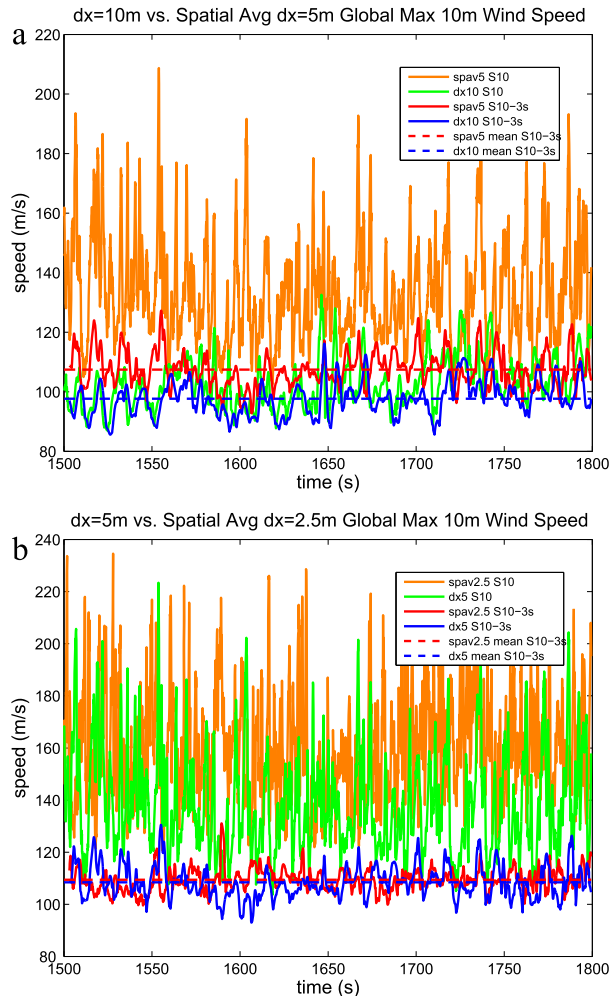 a
dx=10m vs. Spatial Avg dx=5m Global Max 10m Wind Speed
220
200
180
160
140
120
100
80
speed (m/s)
spav5 S10
dx10 S10
spav5 S10−3s
dx10 S10−3s
spav5 mean S10−3s
dx10 mean S10−3s
1500 1550 1600 1650 1700 1750 1800
time (s)
b
dx=5m vs. Spatial Avg dx=2.5m Global Max 10m Wind Speed
240
220
200
180
160
140
120
100
80
speed (m/s)
spav2.5 S10
dx5 S10
spav2.5 S10−3s
dx5 S10−3s
spav2.5 mean S10−3s
dx5 mean S10−3s
1500 1550 1600 1650 1700 1750 1800
time (s)